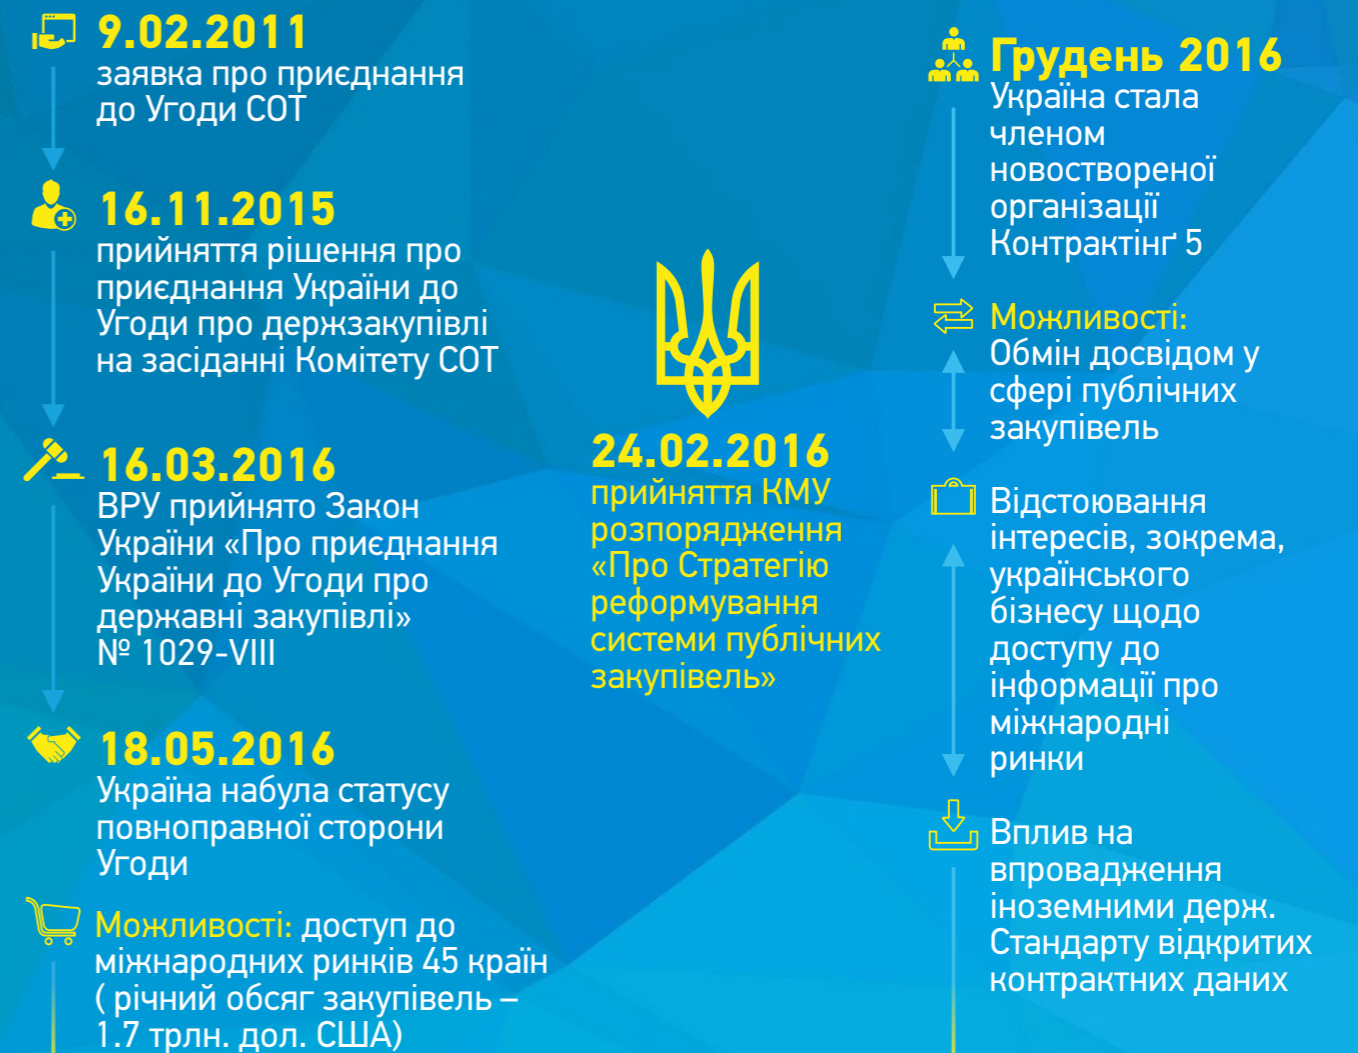 9.02.2011
заявка про приєднання
до Угоди СОТ
16.11.2015
прийняття рішення про
приєднання України до
Угоди про держзакупівлі
на засіданні Комітету СОТ
16.03.2016
ВРУ прийнято Закон
України «Про приєднання
України до Угоди про
державні закупівлі»
№ 1029-VIII
18.05.2016
Україна набула статусу
повноправної сторони
Угоди
Можливості: доступ до
міжнародних ринків 45 країн
( річний обсяг закупівель –
1.7 трлн. дол. США)
24.02.2016
прийняття КМУ
розпорядження
«Про Стратегію
реформування
системи публічних
закупівель»
Грудень 2016
Україна стала
членом
новоствореної
організації
Контрактінґ 5
Можливості:
Обмін досвідом у
сфері публічних
закупівель
Відстоювання
інтересів, зокрема,
українського
бізнесу щодо
доступу до
інформації про
міжнародні
ринки
Вплив на
впровадження
іноземними держ.
Стандарту відкритих
контрактних даних